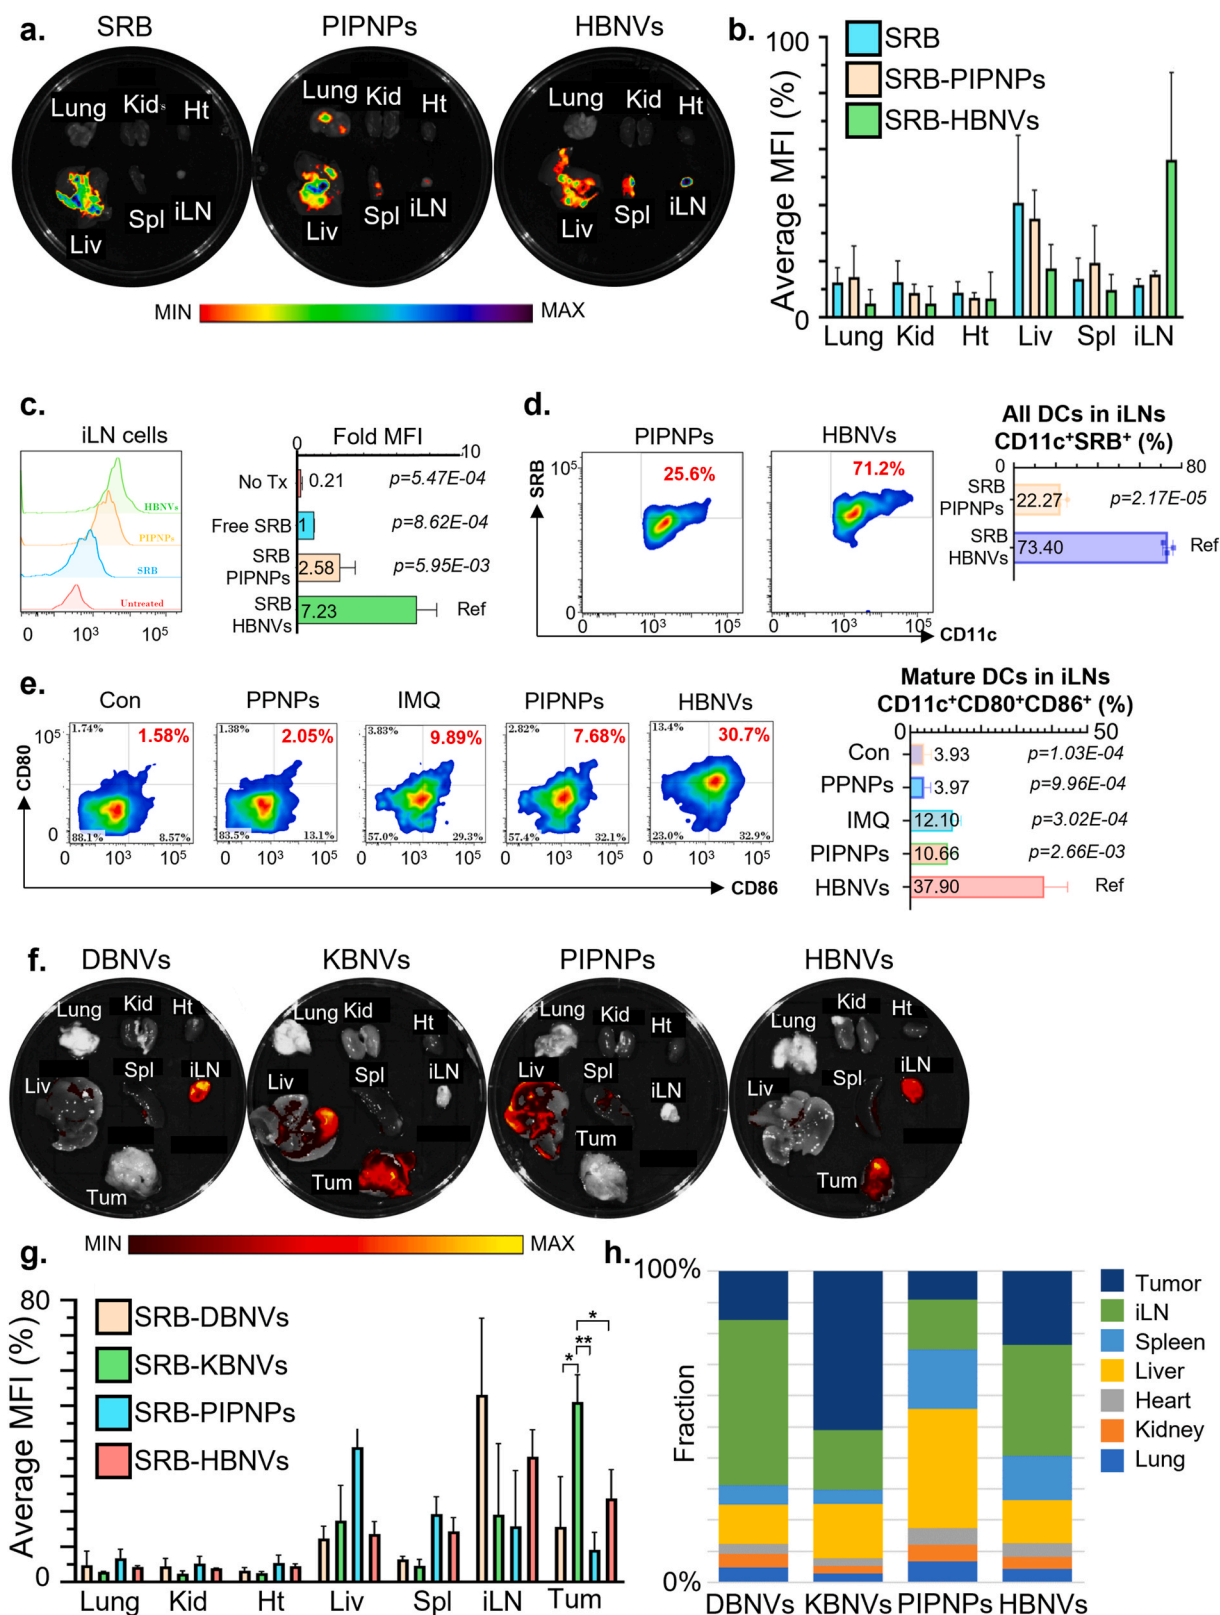 a.
SRB
PIPNPs
HBNVs
Lung
Kids
Ht
Liv
Spl
iLN
Lung
Kid
Ht
Liv
Spl
iLN
Lung
Kid
Ht
Liv
Spl
iLN
MIN
MAX
b.
100
Average MFI (%)
0
SRB
SRB-PIPNPs
SRB-HBNVs
Lung Kid Ht Liv Spl iLN
c.
iLN cells
HBNVs
PIPNPs
SRB
Untreated
0 10³ 10⁵
Fold MFI
0 10
No Tx 0.21 p=5.47E-04
Free SRB 1 p=8.62E-04
SRB PIPNPs 2.58 p=5.95E-03
SRB HBNVs 7.23 Ref
d.
PIPNPs
HBNVs
SRB
10⁵
0
25.6%
71.2%
0 10³ 10⁵
0 10³ 10⁵
CD11c
All DCs in iLNs
CD11c⁺SRB⁺ (%)
0 80
SRB PIPNPs 22.27 p=2.17E-05
SRB HBNVs 73.40 Ref
e.
Con
PPNPs
IMQ
PIPNPs
HBNVs
CD80
10⁵
0
1.74% 1.58%
88.1% 8.57%
1.38% 2.05%
83.5% 13.1%
3.83% 9.89%
57.0% 29.3%
2.82% 7.68%
57.4% 32.1%
13.4% 30.7%
23.0% 32.9%
0 10³ 10⁵
0 10³ 10⁵
0 10³ 10⁵
0 10³ 10⁵
0 10³ 10⁵
CD86
Mature DCs in iLNs
CD11c⁺CD80⁺CD86⁺ (%)
0 50
Con 3.93 p=1.03E-04
PPNPs 3.97 p=9.96E-04
IMQ 12.10 p=3.02E-04
PIPNPs 10.66 p=2.66E-03
HBNVs 37.90 Ref
f.
DBNVs
KBNVs
PIPNPs
HBNVs
Lung
Kid
Ht
Liv
Spl
iLN
Tum
Lung
Kid
Ht
Liv
Spl
iLN
Tum
Lung
Kid
Ht
Liv
Spl
iLN
Tum
Lung
Kid
Ht
Liv
Spl
iLN
Tum
MIN
MAX
g.
80
Average MFI (%)
0
SRB-DBNVs
SRB-KBNVs
SRB-PIPNPs
SRB-HBNVs
*
**
*
Lung Kid Ht Liv Spl iLN Tum
h.
100%
Fraction
0%
DBNVs KBNVs PIPNPs HBNVs
Tumor
iLN
Spleen
Liver
Heart
Kidney
Lung